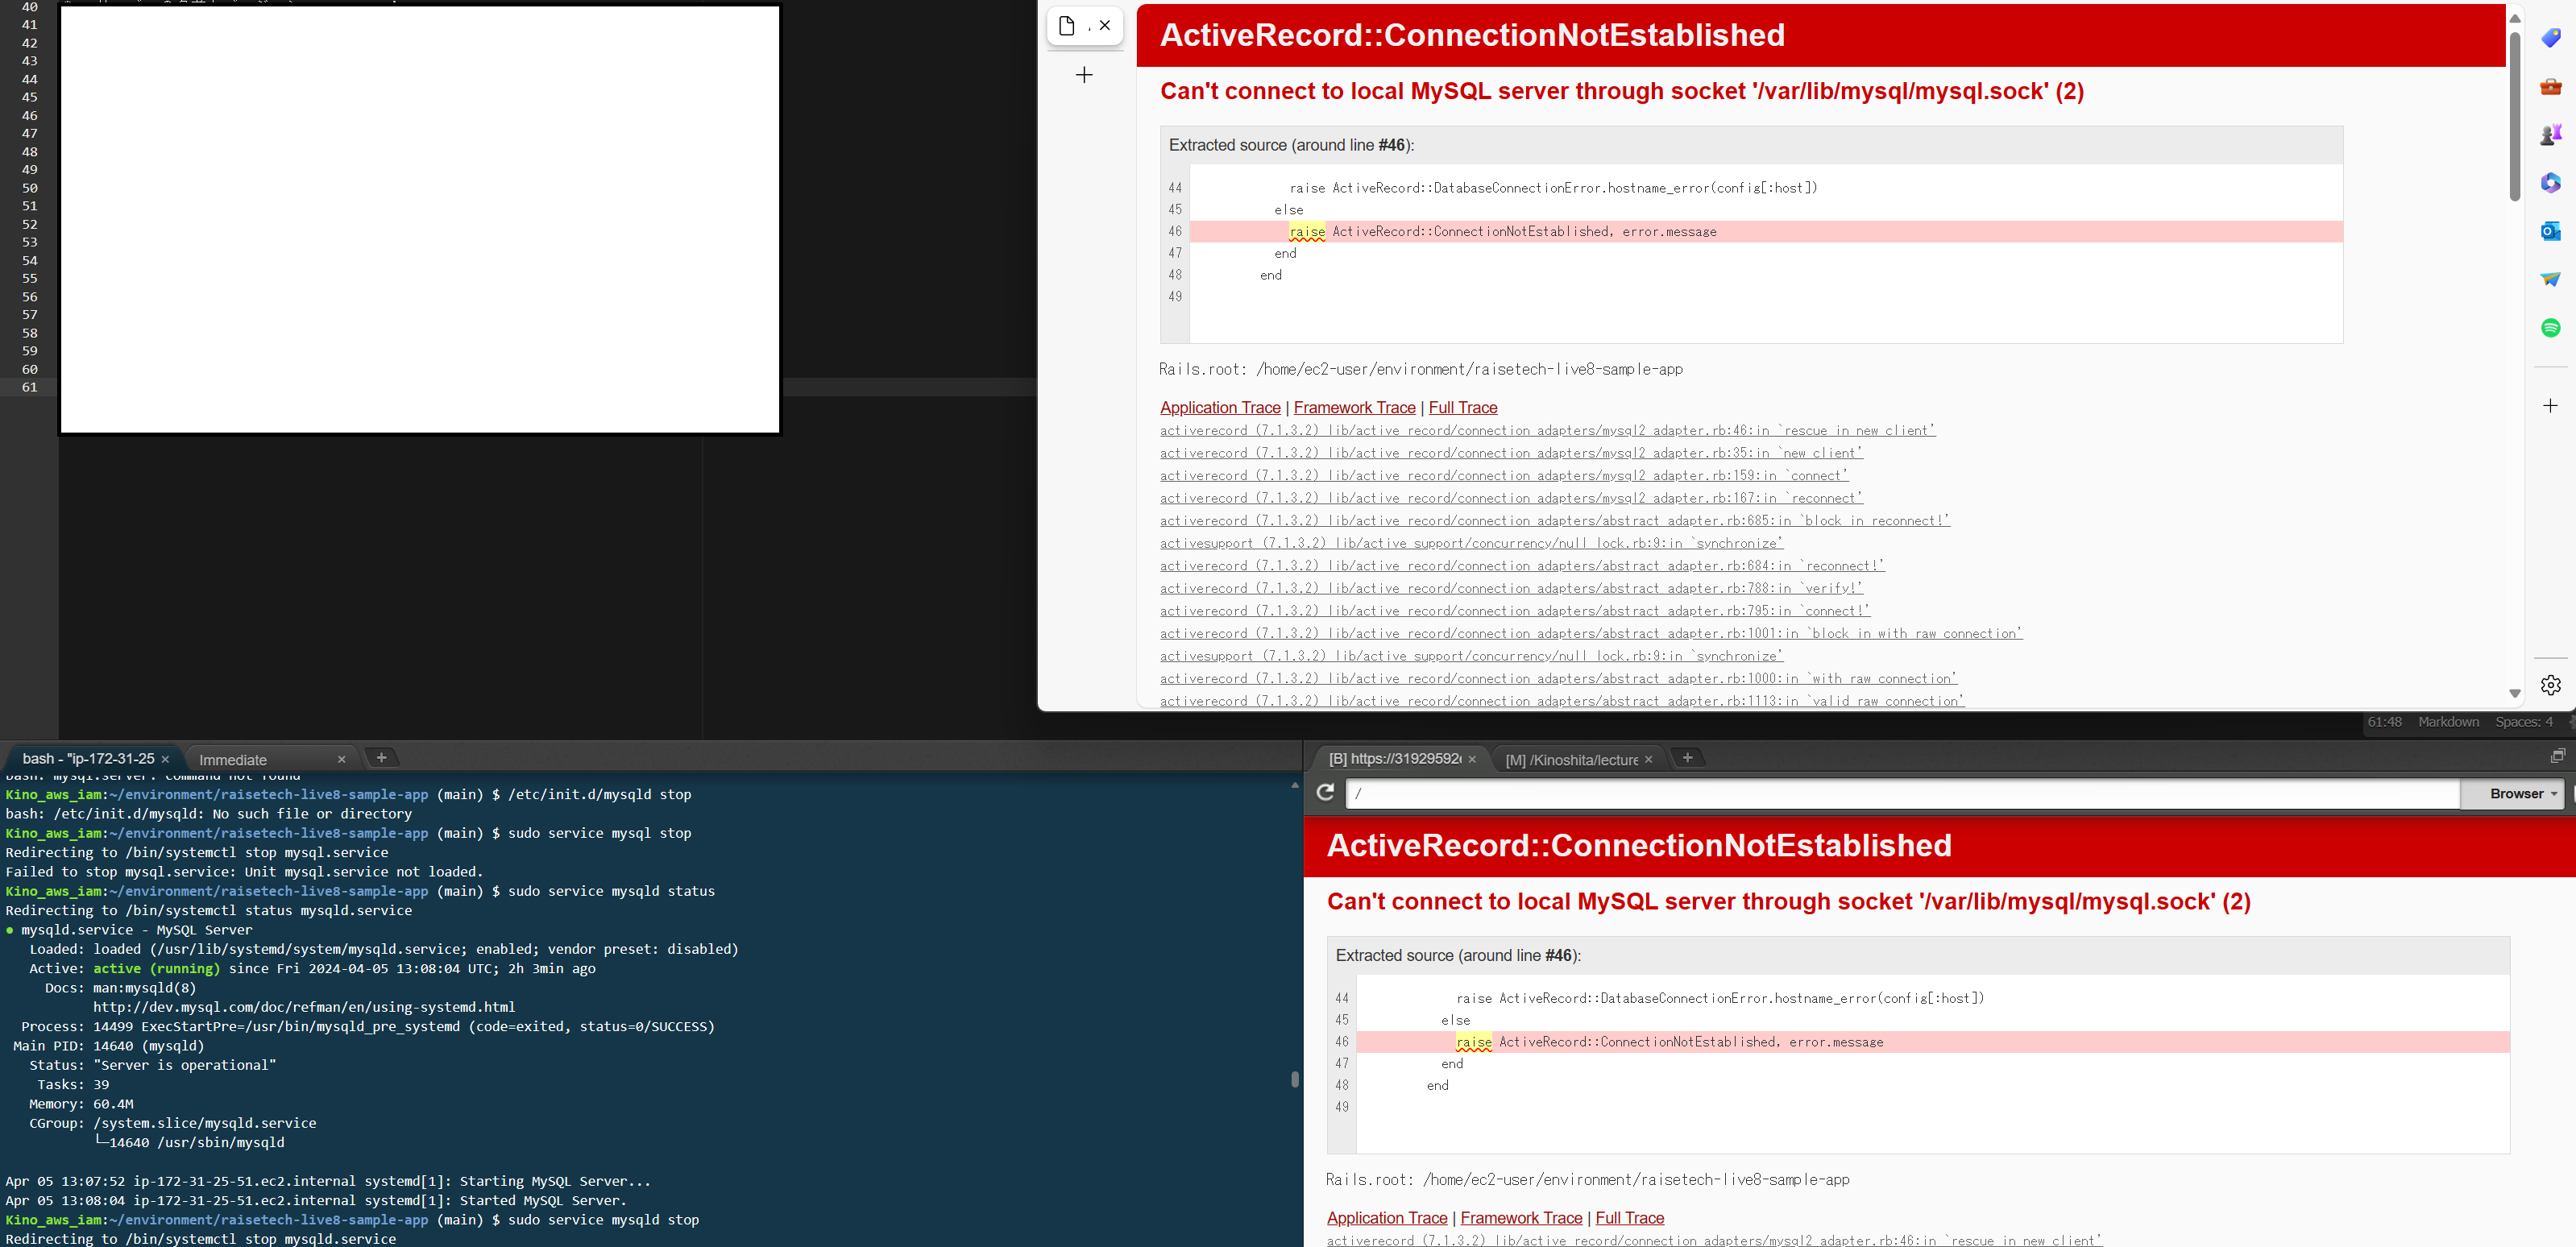 40
41
42
43
44
45
46
47
48
49
50
51
52
53
54
55
56
57
58
59
60
61
ActiveRecord::ConnectionNotEstablished
Can't connect to local MySQL server through socket '/var/lib/mysql/mysql.sock' (2)
Extracted source (around line #46):
44 raise ActiveRecord::DatabaseConnectionError.hostname_error(config[:host])
45 else
46 raise ActiveRecord::ConnectionNotEstablished, error.message
47 end
48 end
49
Rails.root: /home/ec2-user/environment/raisetech-live8-sample-app
Application Trace | Framework Trace | Full Trace
activerecord (7.1.3.2) lib/active_record/connection_adapters/mysql2_adapter.rb:46:in `rescue in new_client'
activerecord (7.1.3.2) lib/active_record/connection_adapters/mysql2_adapter.rb:35:in `new_client'
activerecord (7.1.3.2) lib/active_record/connection_adapters/mysql2_adapter.rb:159:in `connect'
activerecord (7.1.3.2) lib/active_record/connection_adapters/mysql2_adapter.rb:167:in `reconnect'
activerecord (7.1.3.2) lib/active_record/connection_adapters/abstract_adapter.rb:685:in `block in reconnect!'
activesupport (7.1.3.2) lib/active_support/concurrency/null_lock.rb:9:in `synchronize'
activerecord (7.1.3.2) lib/active_record/connection_adapters/abstract_adapter.rb:684:in `reconnect!'
activerecord (7.1.3.2) lib/active_record/connection_adapters/abstract_adapter.rb:788:in `verify!'
activerecord (7.1.3.2) lib/active_record/connection_adapters/abstract_adapter.rb:795:in `connect!'
activerecord (7.1.3.2) lib/active_record/connection_adapters/abstract_adapter.rb:1001:in `block in with_raw_connection'
activesupport (7.1.3.2) lib/active_support/concurrency/null_lock.rb:9:in `synchronize'
activerecord (7.1.3.2) lib/active_record/connection_adapters/abstract_adapter.rb:1000:in `with_raw_connection'
activerecord (7.1.3.2) lib/active_record/connection_adapters/abstract_adapter.rb:1113:in `valid_raw_connection'
61:48 Markdown Spaces: 4
bash - "ip-172-31-25
Immediate
bash: mysql.server: command not found
Kino_aws_iam:~/environment/raisetech-live8-sample-app (main) $ /etc/init.d/mysqld stop
bash: /etc/init.d/mysqld: No such file or directory
Kino_aws_iam:~/environment/raisetech-live8-sample-app (main) $ sudo service mysql stop
Redirecting to /bin/systemctl stop mysql.service
Failed to stop mysql.service: Unit mysql.service not loaded.
Kino_aws_iam:~/environment/raisetech-live8-sample-app (main) $ sudo service mysqld status
Redirecting to /bin/systemctl status mysqld.service
● mysqld.service - MySQL Server
Loaded: loaded (/usr/lib/systemd/system/mysqld.service; enabled; vendor preset: disabled)
Active: active (running) since Fri 2024-04-05 13:08:04 UTC; 2h 3min ago
Docs: man:mysqld(8)
http://dev.mysql.com/doc/refman/en/using-systemd.html
Process: 14499 ExecStartPre=/usr/bin/mysqld_pre_systemd (code=exited, status=0/SUCCESS)
Main PID: 14640 (mysqld)
Status: "Server is operational"
Tasks: 39
Memory: 60.4M
CGroup: /system.slice/mysqld.service
└─14640 /usr/sbin/mysqld
Apr 05 13:07:52 ip-172-31-25-51.ec2.internal systemd[1]: Starting MySQL Server...
Apr 05 13:08:04 ip-172-31-25-51.ec2.internal systemd[1]: Started MySQL Server.
Kino_aws_iam:~/environment/raisetech-live8-sample-app (main) $ sudo service mysqld stop
Redirecting to /bin/systemctl stop mysqld.service
[B] https://31929592
[M] /Kinoshita/lecture
/
Browser
ActiveRecord::ConnectionNotEstablished
Can't connect to local MySQL server through socket '/var/lib/mysql/mysql.sock' (2)
Extracted source (around line #46):
44 raise ActiveRecord::DatabaseConnectionError.hostname_error(config[:host])
45 else
46 raise ActiveRecord::ConnectionNotEstablished, error.message
47 end
48 end
49
Rails.root: /home/ec2-user/environment/raisetech-live8-sample-app
Application Trace | Framework Trace | Full Trace
activerecord (7.1.3.2) lib/active_record/connection_adapters/mysql2_adapter.rb:46:in `rescue in new_client'